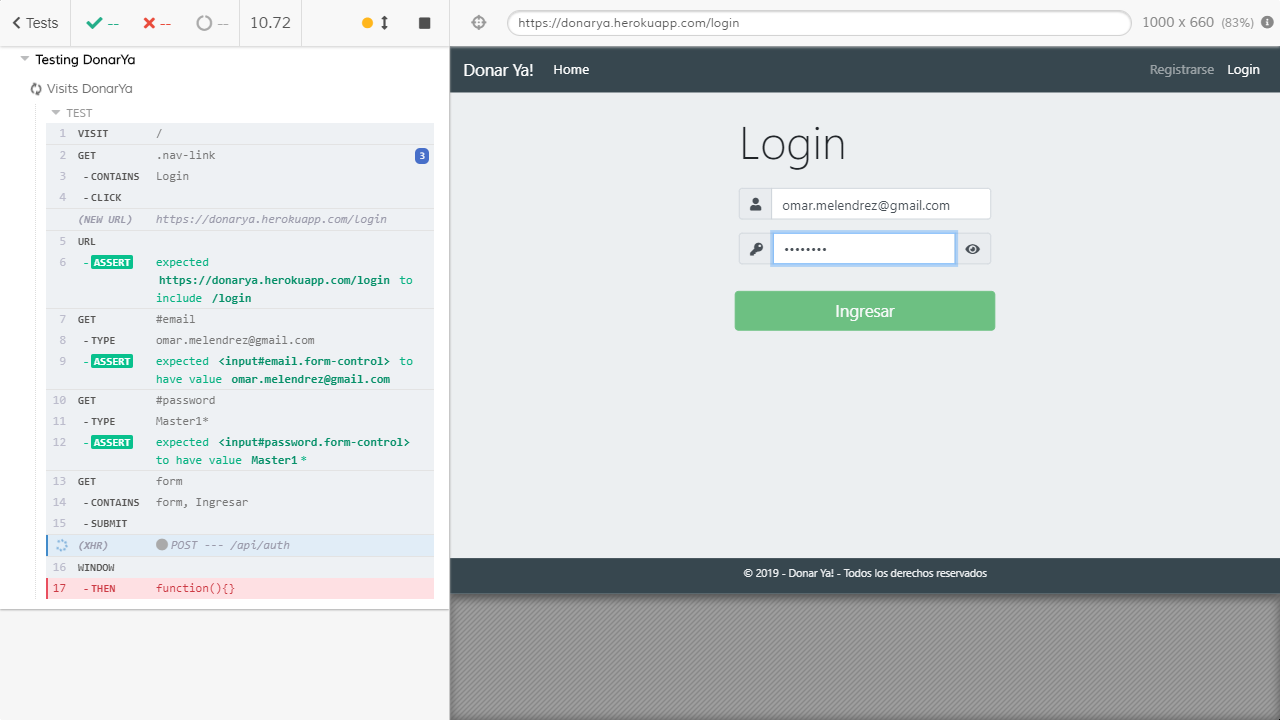 Tests -- -- -- 10.72
https://donarya.herokuapp.com/login 1000 x 660 (83%)
Testing DonarYa
Visits DonarYa
TEST
1 VISIT /
2 GET .nav-link 3
3 - CONTAINS Login
4 - CLICK
(NEW URL) https://donarya.herokuapp.com/login
5 URL
6 - ASSERT expected
https://donarya.herokuapp.com/login to
include /login
7 GET #email
8 - TYPE omar.melendrez@gmail.com
9 - ASSERT expected <input#email.form-control> to
have value omar.melendrez@gmail.com
10 GET #password
11 - TYPE Master1*
12 - ASSERT expected <input#password.form-control>
to have value Master1*
13 GET form
14 - CONTAINS form, Ingresar
15 - SUBMIT
(XHR) POST --- /api/auth
16 WINDOW
17 - THEN function(){}
Donar Ya! Home Registrarse Login
Login
omar.melendrez@gmail.com
••••••••
Ingresar
© 2019 - Donar Ya! - Todos los derechos reservados